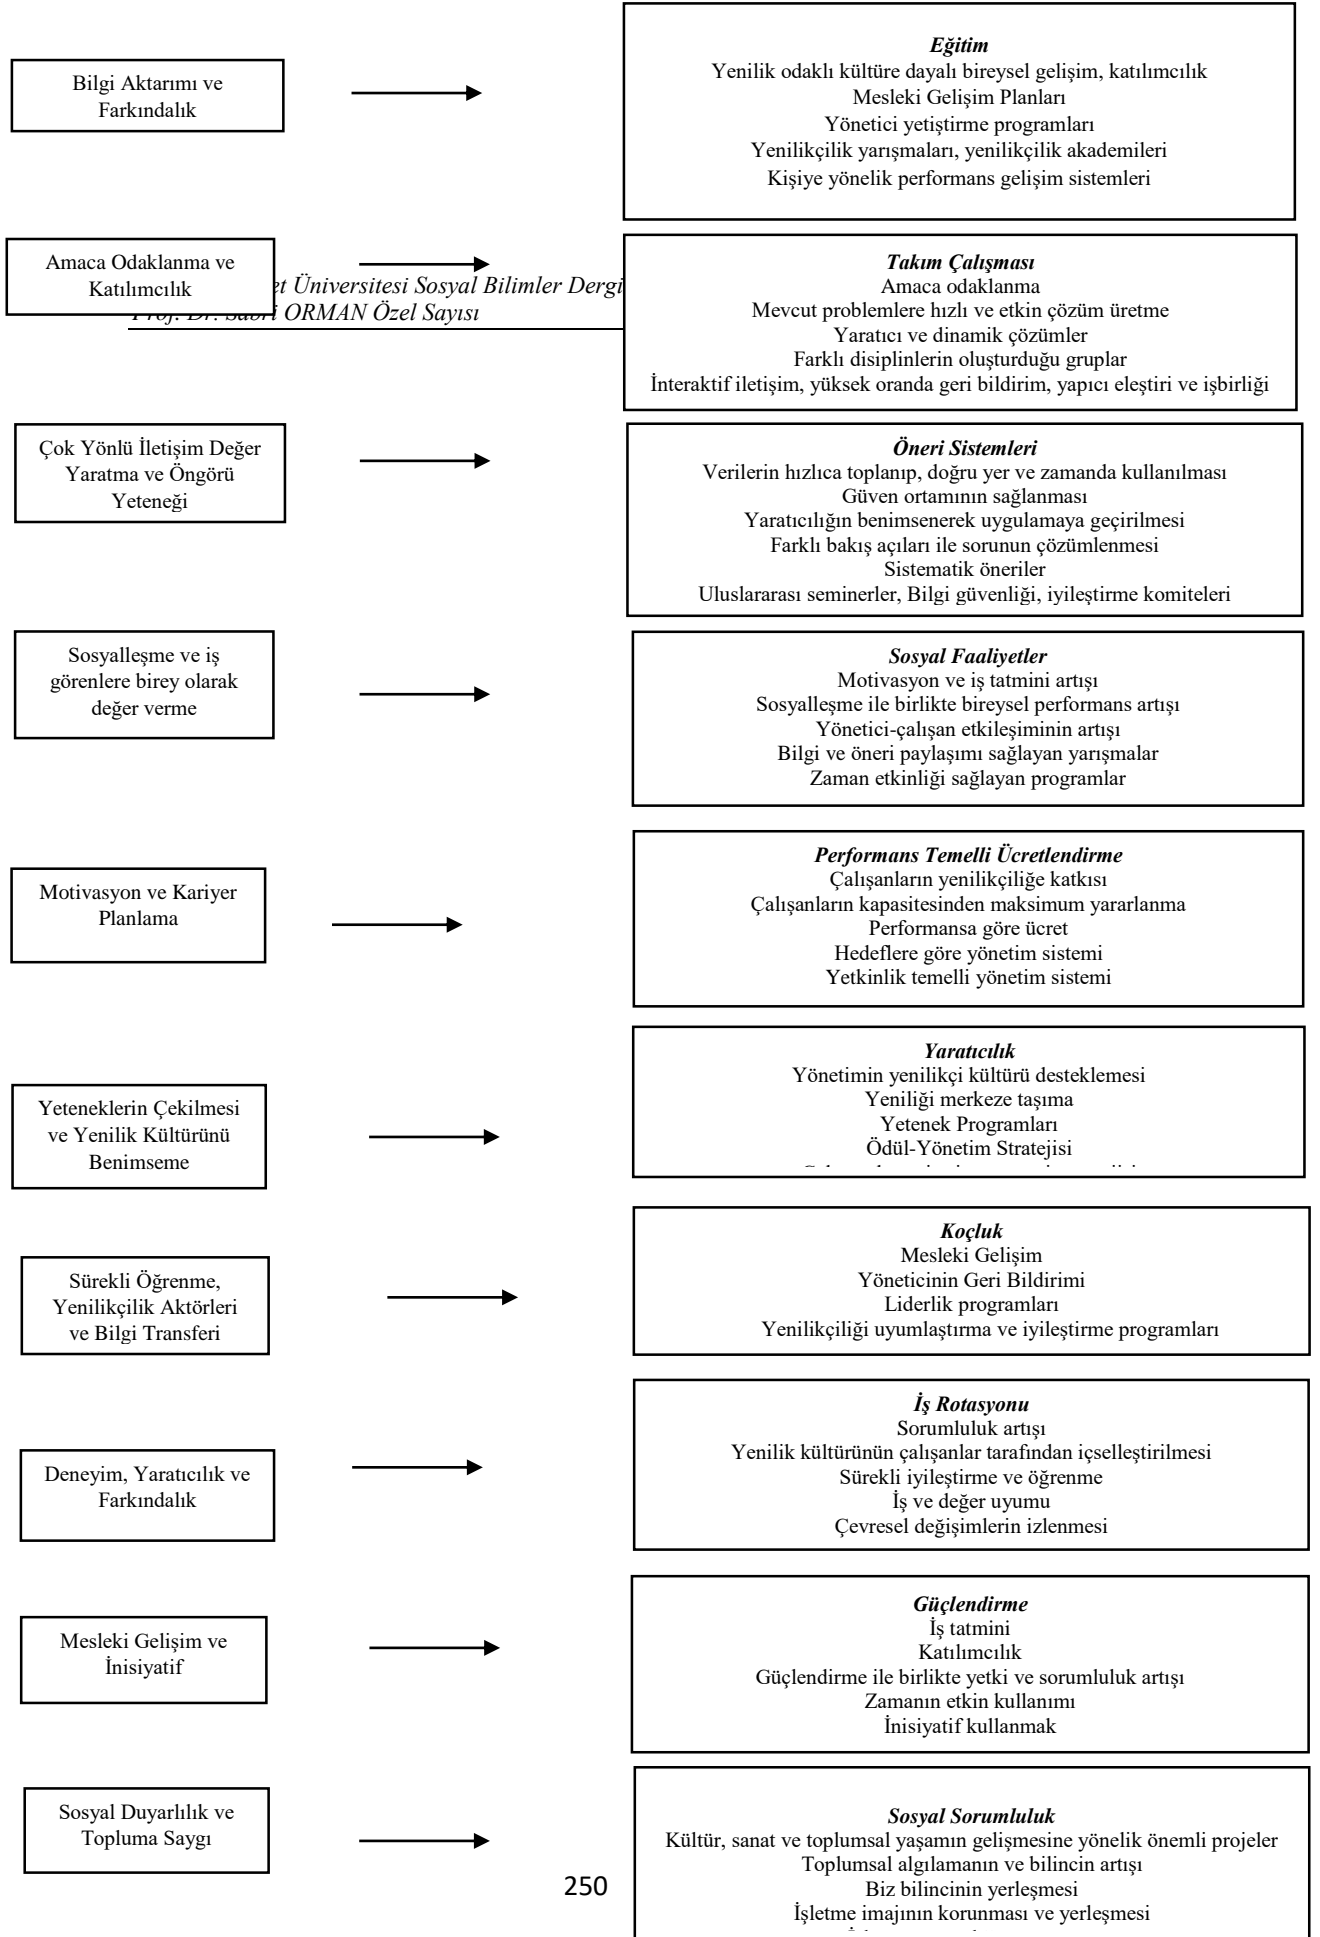 Bilgi Aktarımı ve
Farkındalık
Eğitim
Yenilik odaklı kültüre dayalı bireysel gelişim, katılımcılık
Mesleki Gelişim Planları
Yönetici yetiştirme programları
Yenilikçilik yarışmaları, yenilikçilik akademileri
Kişiye yönelik performans gelişim sistemleri
Amaca Odaklanma ve
Katılımcılık
Üniversitesi Sosyal Bilimler
ORMAN Özel Sayısı
Takım Çalışması
Amaca odaklanma
Mevcut problemlere hızlı ve etkin çözüm üretme
Yaratıcı ve dinamik çözümler
Farklı disiplinlerin oluşturduğu gruplar
İnteraktif iletişim, yüksek oranda geri bildirim, yapıcı eleştiri ve işbirliği
Çok Yönlü İletişim Değer
Yaratma ve Öngörü
Yeteneği
Öneri Sistemleri
Verilerin hızlıca toplanıp, doğru yer ve zamanda kullanılması
Güven ortamının sağlanması
Yaratıcılığın benimsenerek uygulamaya geçirilmesi
Farklı bakış açıları ile sorunun çözümlenmesi
Sistematik öneriler
Uluslararası seminerler, Bilgi güvenliği, iyileştirme komiteleri
Sosyalleşme ve iş
görenlere birey olarak
değer verme
Sosyal Faaliyetler
Motivasyon ve iş tatmini artışı
Sosyalleşme ile birlikte bireysel performans artışı
Yönetici-çalışan etkileşiminin artışı
Bilgi ve öneri paylaşımı sağlayan yarışmalar
Zaman etkinliği sağlayan programlar
Motivasyon ve Kariyer
Planlama
Performans Temelli Ücretlendirme
Çalışanların yenilikçiliğe katkısı
Çalışanların kapasitesinden maksimum yararlanma
Performansa göre ücret
Hedeflere göre yönetim sistemi
Yetkinlik temelli yönetim sistemi
Yeteneklerin Çekilmesi
ve Yenilik Kültürünü
Benimseme
Yaratıcılık
Yönetimin yenilikçi kültürü desteklemesi
Yeniliği merkeze taşıma
Yetenek Programları
Ödül-Yönetim Stratejisi
Sürekli Öğrenme,
Yenilikçilik Aktörleri
ve Bilgi Transferi
Koçluk
Mesleki Gelişim
Yöneticinin Geri Bildirimi
Liderlik programları
Yenilikçiliği uyumlaştırma ve iyileştirme programları
Deneyim, Yaratıcılık ve
Farkındalık
İş Rotasyonu
Sorumluluk artışı
Yenilik kültürünün çalışanlar tarafından içselleştirilmesi
Sürekli iyileştirme ve öğrenme
İş ve değer uyumu
Çevresel değişimlerin izlenmesi
Mesleki Gelişim ve
İnisiyatif
Güçlendirme
İş tatmini
Katılımcılık
Güçlendirme ile birlikte yetki ve sorumluluk artışı
Zamanın etkin kullanımı
İnisiyatif kullanmak
Sosyal Duyarlılık ve
Topluma Saygı
Sosyal Sorumluluk
Kültür, sanat ve toplumsal yaşamın gelişmesine yönelik önemli projeler
Toplumsal algılamanın ve bilincin artışı
Biz bilincinin yerleşmesi
İşletme imajının korunması ve yerleşmesi
250